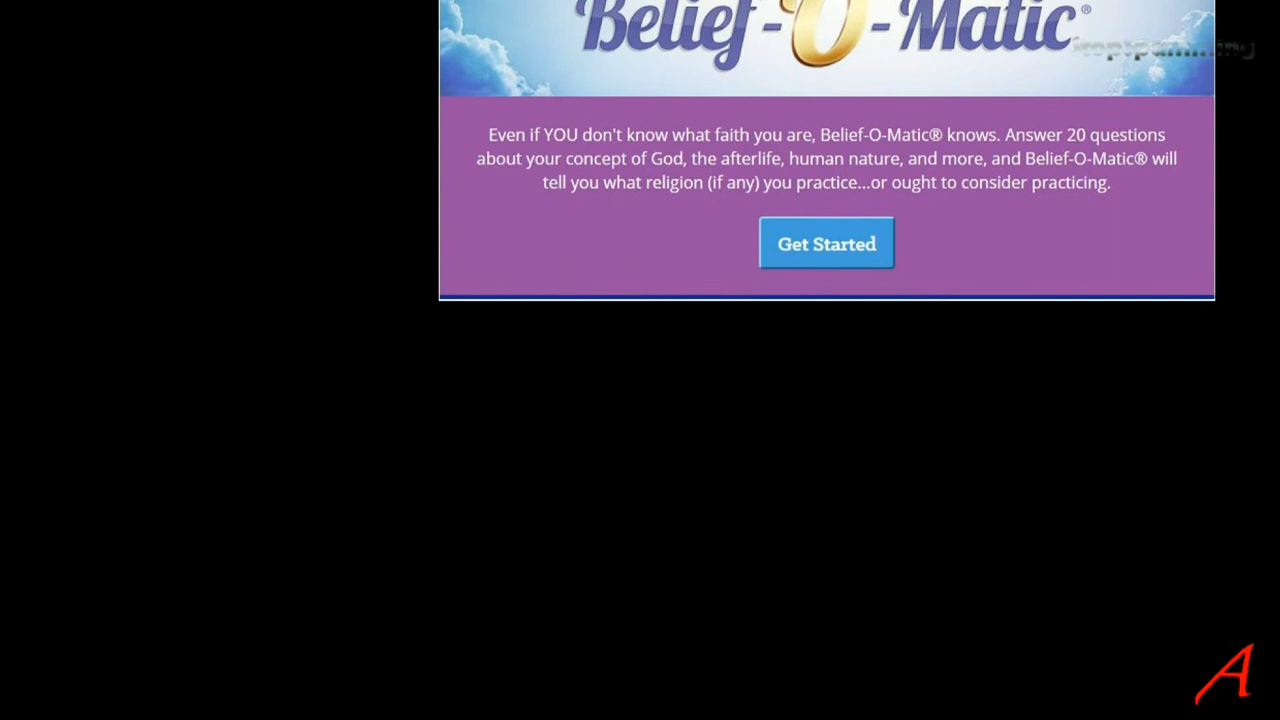 Belief-O-Matic®
Even if YOU don't know what faith you are, Belief-O-Matic® knows. Answer 20 questions
about your concept of God, the afterlife, human nature, and more, and Belief-O-Matic® will
tell you what religion (if any) you practice...or ought to consider practicing.
Get Started
A